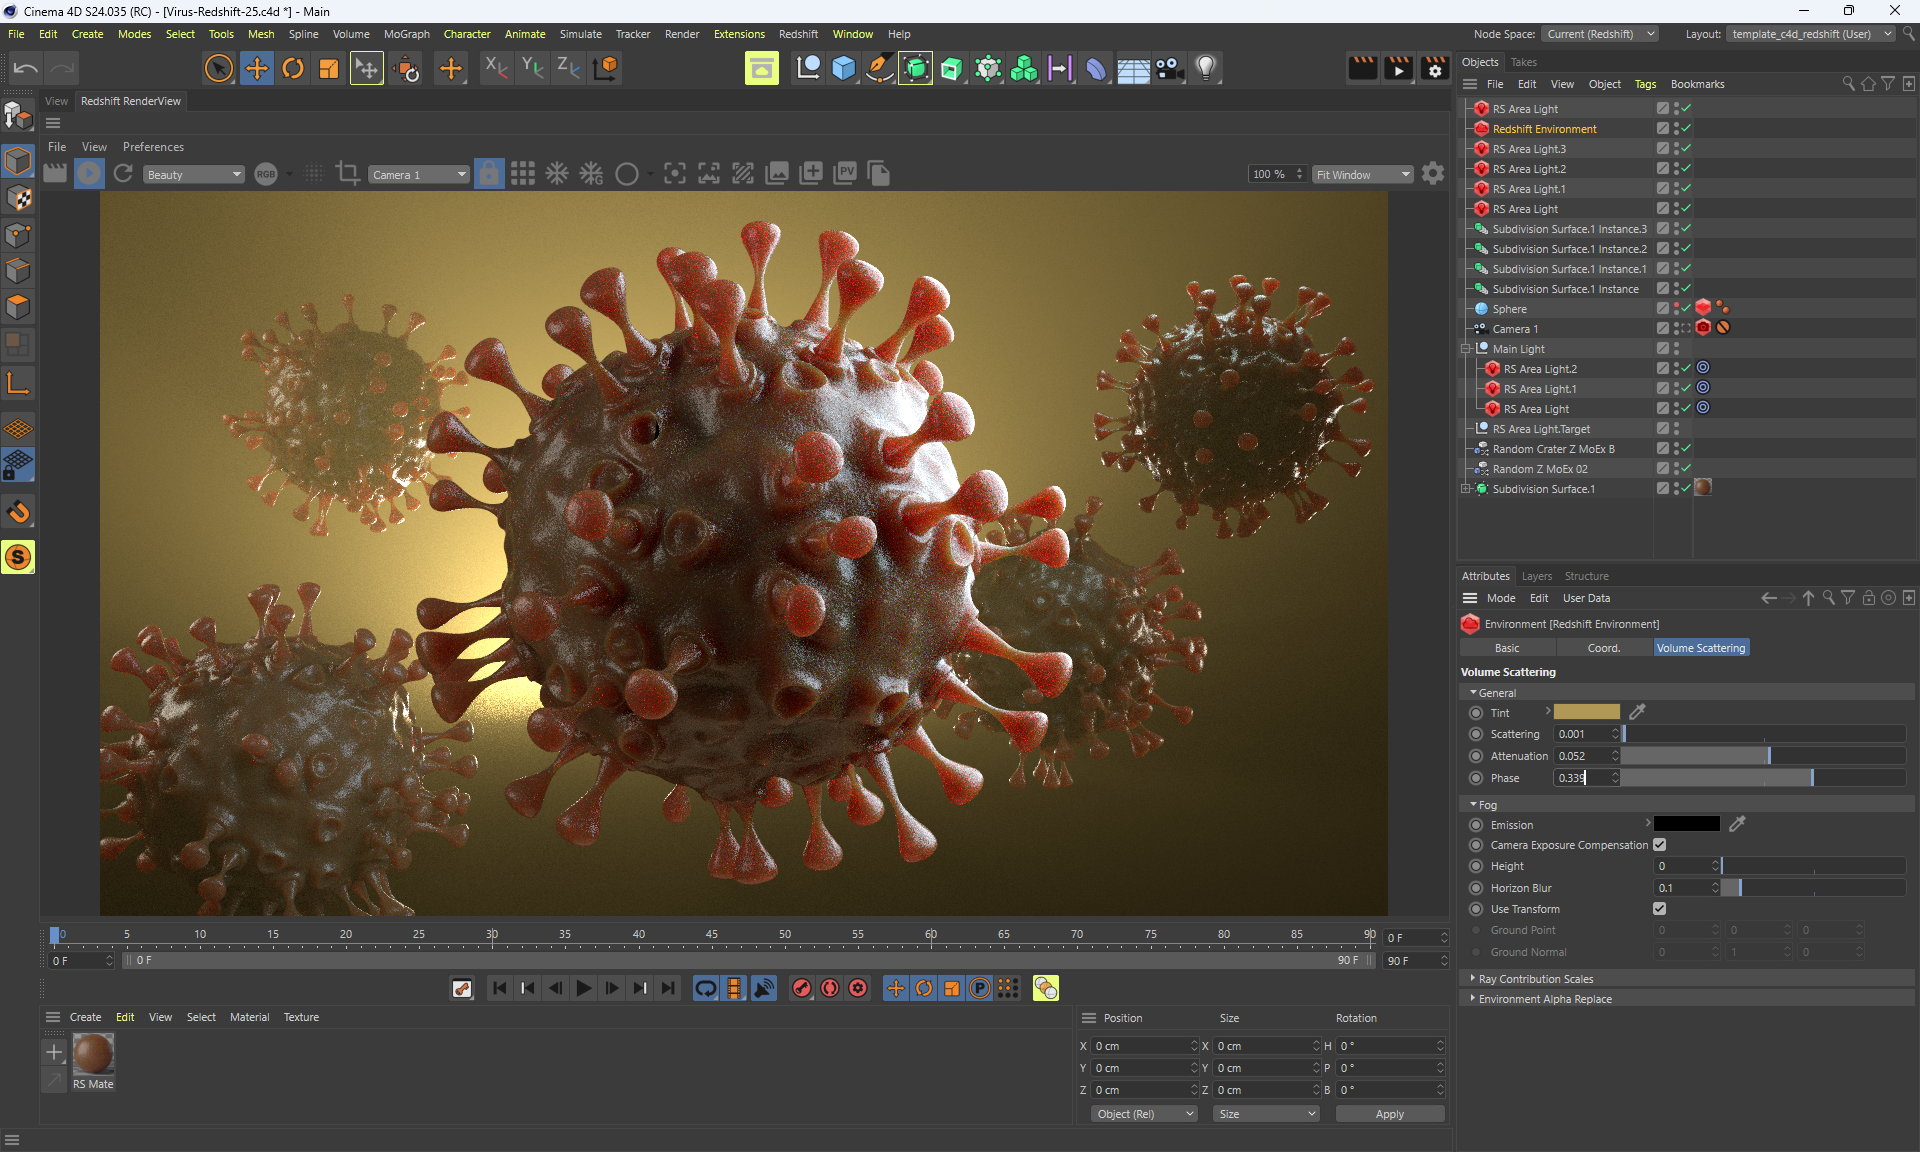 Cinema 4D S24.035 (RC) - [Virus-Redshift-25.c4d *] - Main
File Edit Create Modes Select Tools Mesh Spline Volume MoGraph Character Animate Simulate Tracker Render Extensions Redshift Window Help
Node Space: Current (Redshift) Layout: template_c4d_redshift (User)
X Y Z
View Redshift RenderView
File View Preferences
Beauty RGB Camera 1 G PV 100 % Fit Window
Objects Takes
File Edit View Object Tags Bookmarks
RS Area Light
Redshift Environment
RS Area Light.3
RS Area Light.2
RS Area Light.1
RS Area Light
Subdivision Surface.1 Instance.3
Subdivision Surface.1 Instance.2
Subdivision Surface.1 Instance.1
Subdivision Surface.1 Instance
Sphere
Camera 1
Main Light
RS Area Light.2
RS Area Light.1
RS Area Light
RS Area Light.Target
Random Crater Z MoEx B
Random Z MoEx 02
Subdivision Surface.1
S
Attributes Layers Structure
Mode Edit User Data
Environment [Redshift Environment]
Basic Coord. Volume Scattering
Volume Scattering
General
Tint
Scattering 0.001
Attenuation 0.052
Phase 0.339
Fog
Emission
Camera Exposure Compensation
Height 0
Horizon Blur 0.1
Use Transform
Ground Point 0 0 0
Ground Normal 0 1 0
Ray Contribution Scales
Environment Alpha Replace
0 5 10 15 20 25 30 35 40 45 50 55 60 65 70 75 80 85 90 0 F
0 F 0 F 90 F 90 F
P
Create Edit View Select Material Texture
RS Mate
Position Size Rotation
X 0 cm X 0 cm H 0 °
Y 0 cm Y 0 cm P 0 °
Z 0 cm Z 0 cm B 0 °
Object (Rel) Size Apply